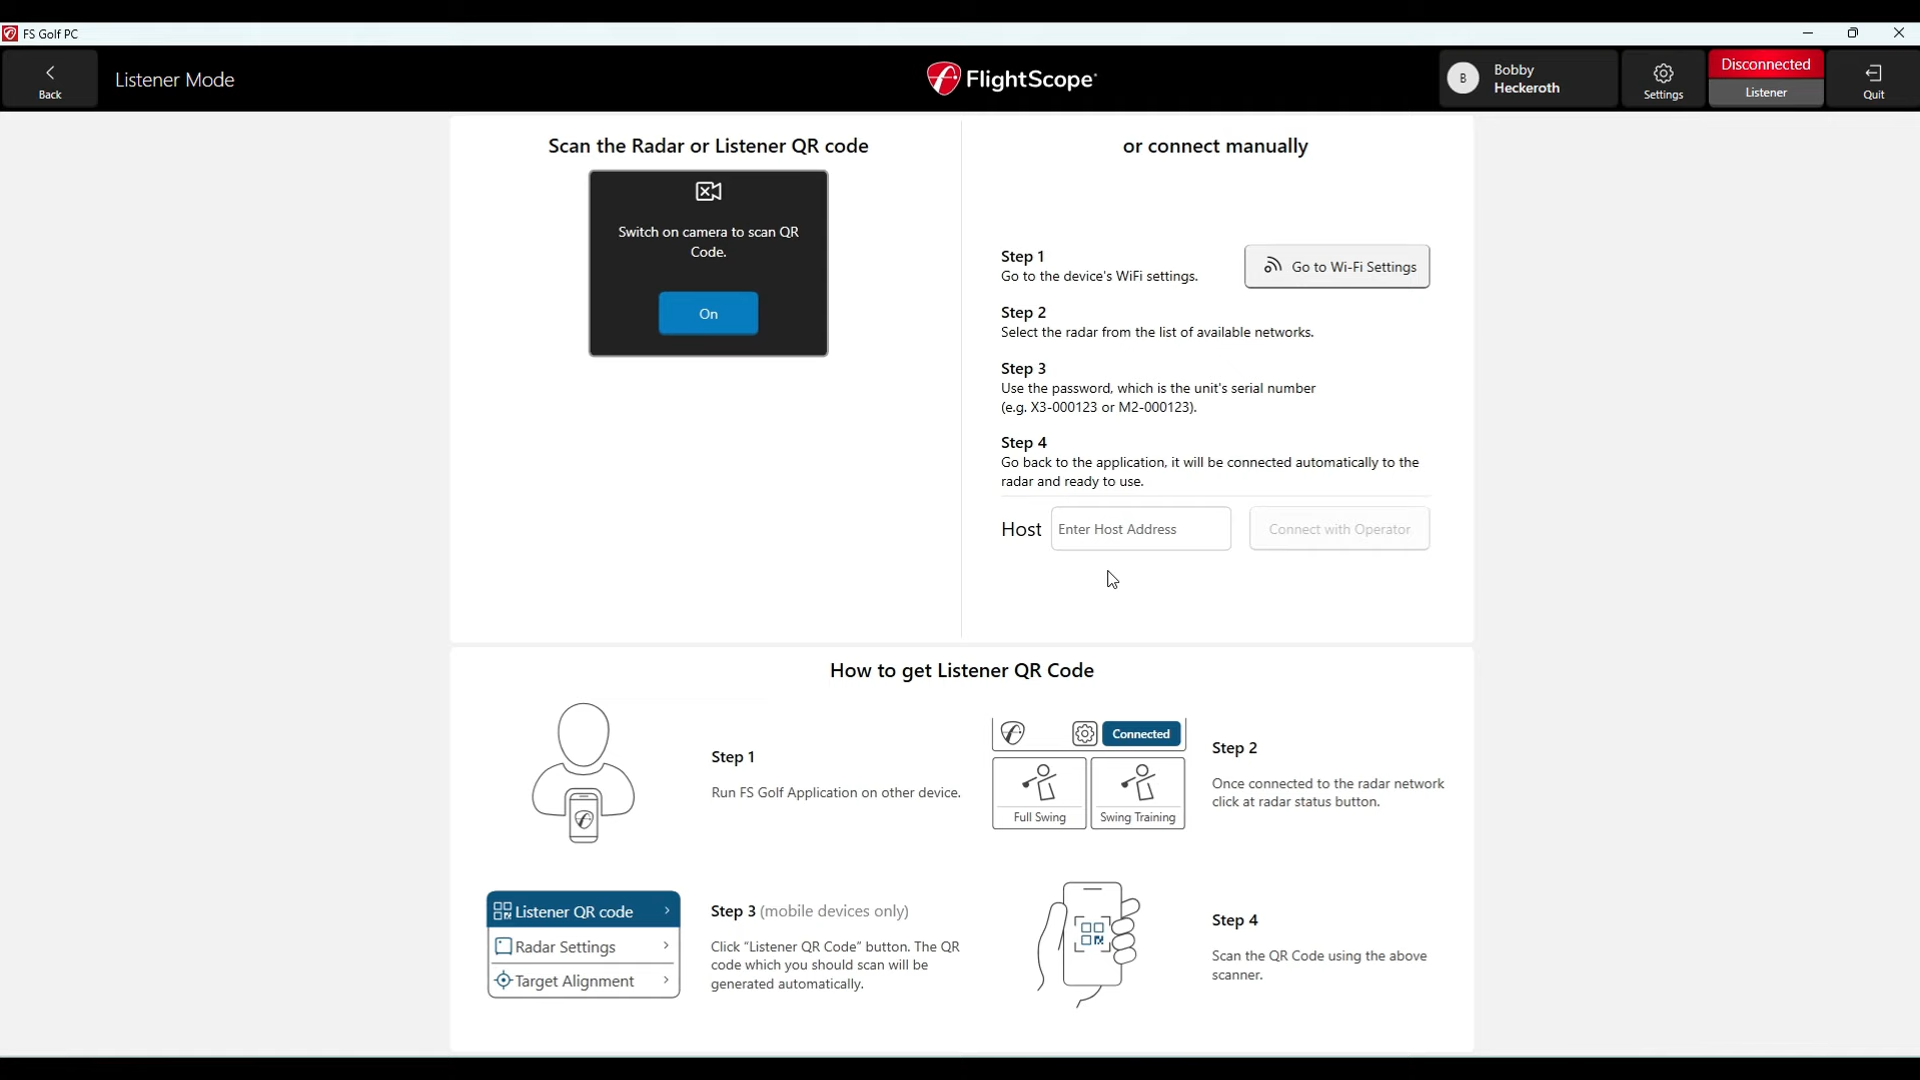 FS Golf PC
Back
Listener Mode
FlightScope
B
Bobby
Heckeroth
Settings
Disconnected
Listener
Quit
Scan the Radar or Listener QR code
Switch on camera to scan QR
Code.
On
or connect manually
Step 1
Go to the device's WiFi settings.
Go to Wi-Fi Settings
Step 2
Select the radar from the list of available networks.
Step 3
Use the password, which is the unit's serial number
(e.g. X3-000123 or M2-000123).
Step 4
Go back to the application, it will be connected automatically to the
radar and ready to use.
Host
Enter Host Address
Connect with Operator
How to get Listener QR Code
Step 1
Run FS Golf Application on other device.
Connected
Full Swing
Swing Training
Step 2
Once connected to the radar network
click at radar status button.
Listener QR code
Radar Settings
Target Alignment
Step 3 (mobile devices only)
Click “Listener QR Code” button. The QR
code which you should scan will be
generated automatically.
Step 4
Scan the QR Code using the above
scanner.